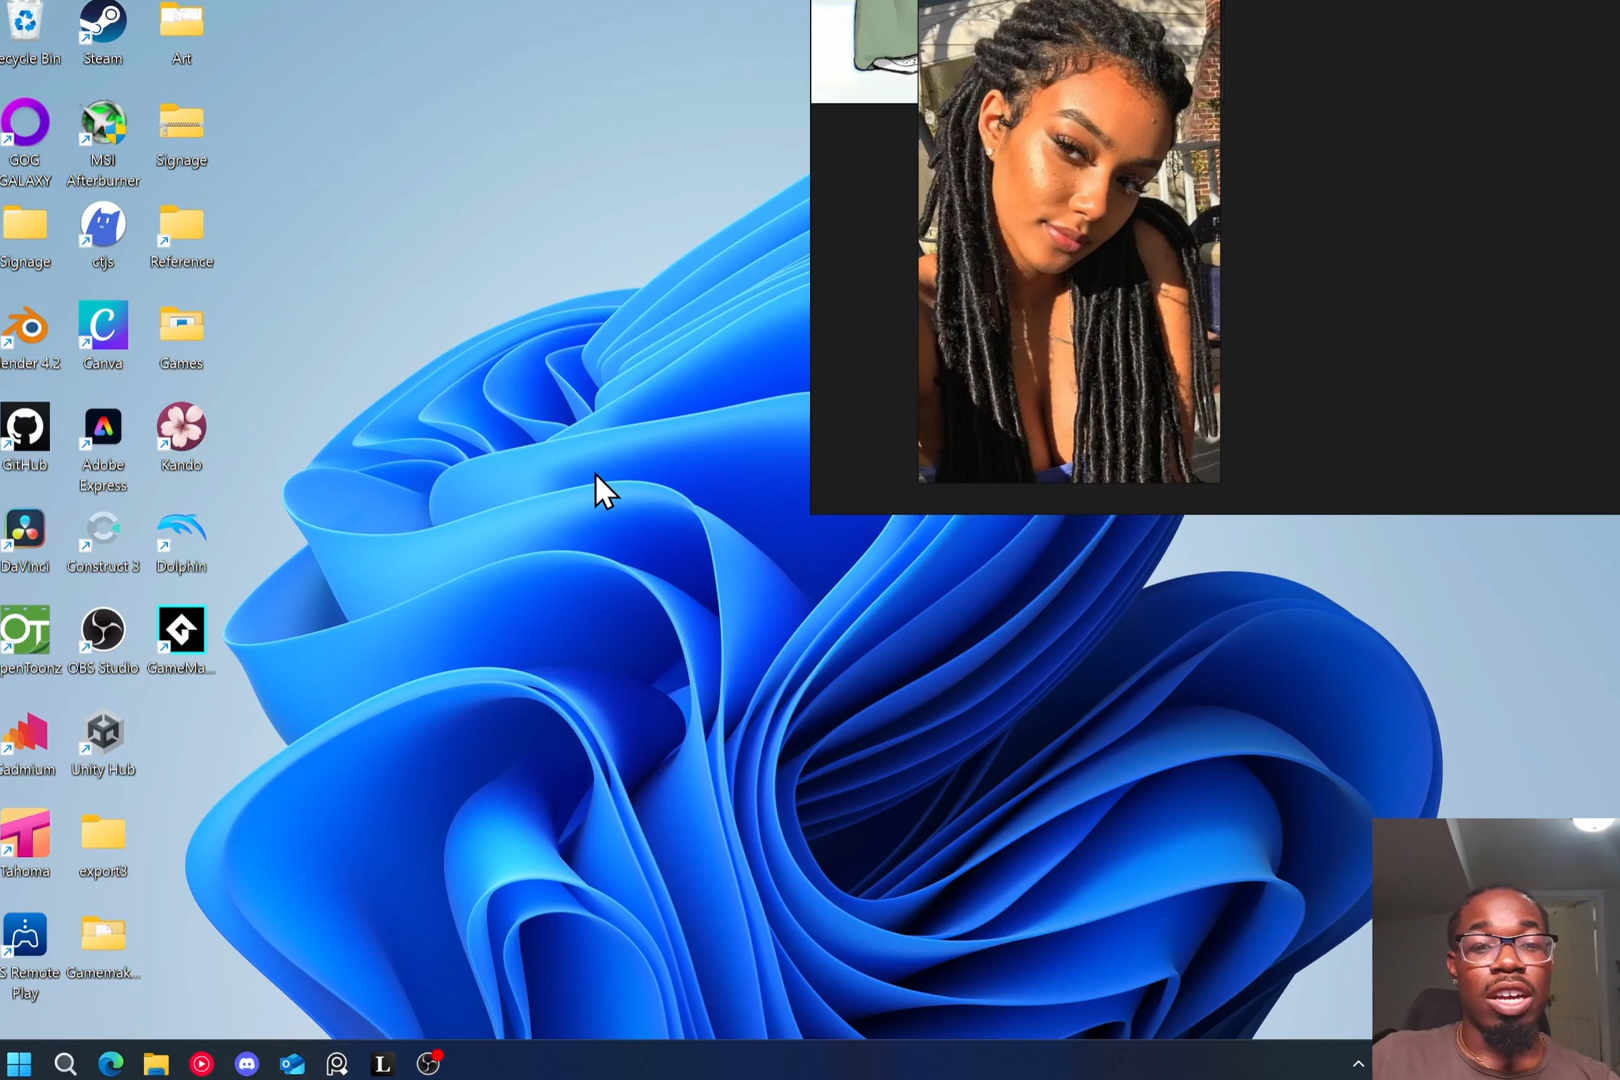 ecycle Bin
Steam
Art
GOG
GALAXY
MSI
Afterburner
Signage
Signage
ctjs
Reference
ender 4.2
Canva
Games
GitHub
Adobe
Express
Kando
DaVinci
Construct 3
Dolphin
OT
penToonz
OBS Studio
GameMa...
Cadmium
Unity Hub
Tahoma
export3
S Remote
Play
Gamemak...
L